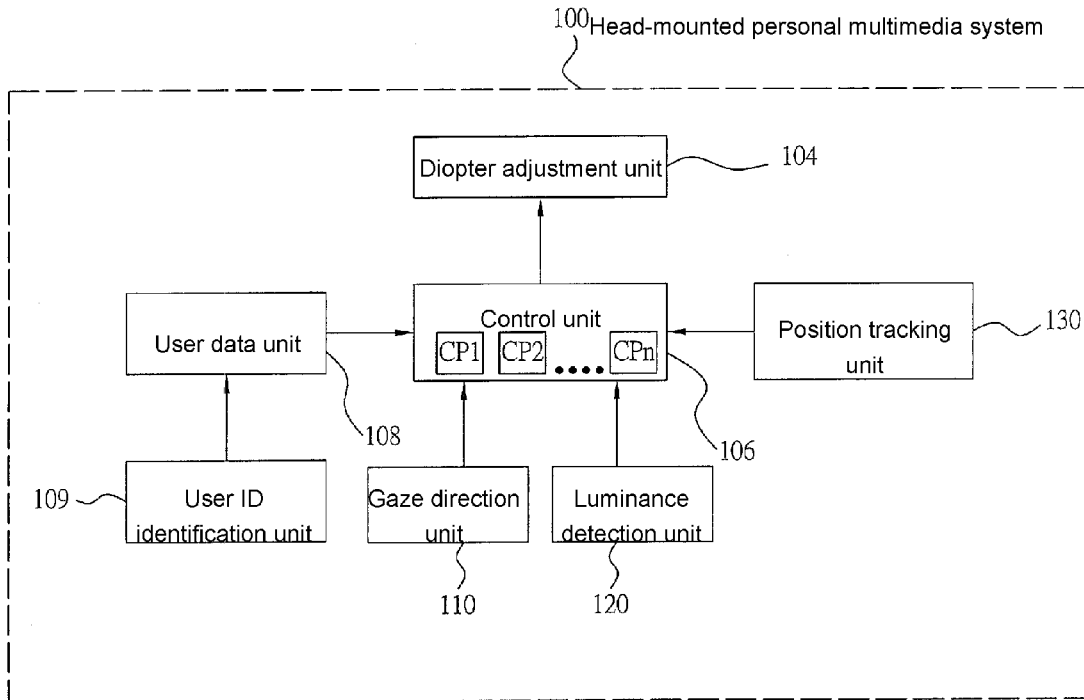 100 Head-mounted personal multimedia system
Diopter adjustment unit
104
User data unit
Control unit
CP1 CP2 •••• CPn
Position tracking
unit
130
108
106
109
User ID
identification unit
Gaze direction
unit
Luminance
detection unit
110
120